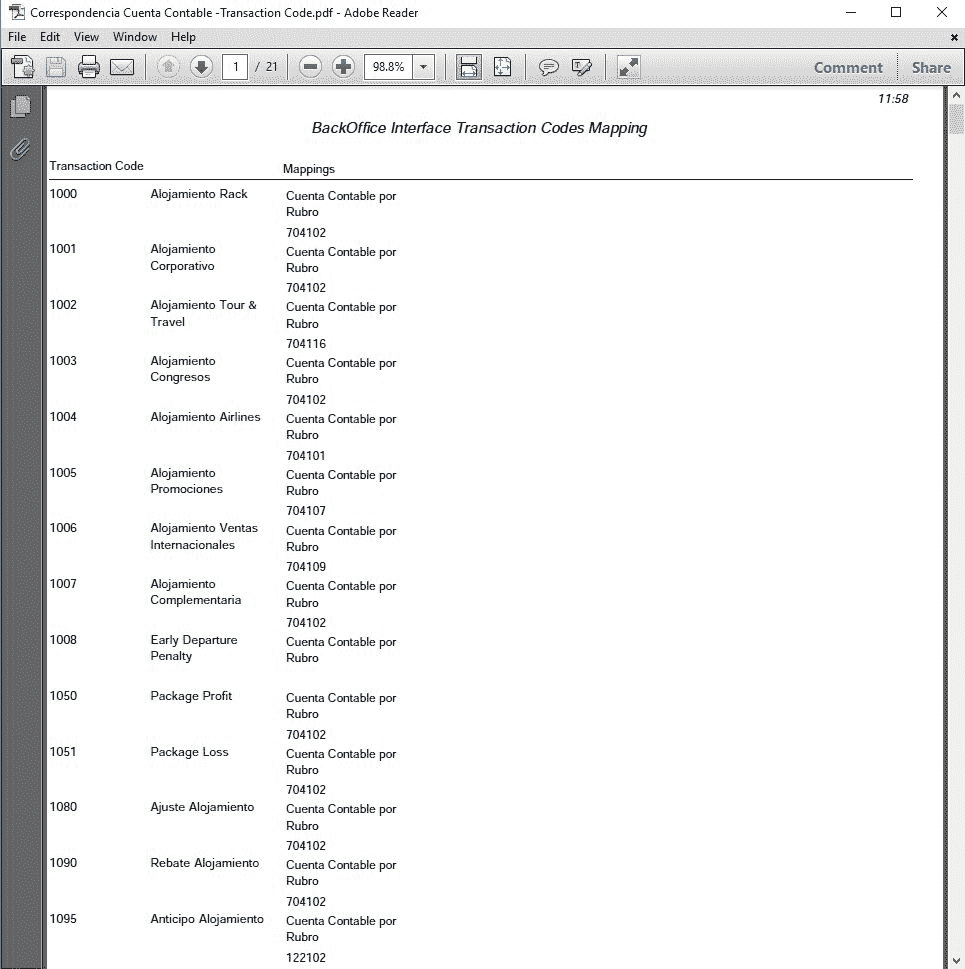 Correspondencia Cuenta Contable -Transaction Code.pdf - Adobe Reader
File Edit View Window Help
1 / 21 98.8% Comment Share
11:58
BackOffice Interface Transaction Codes Mapping
Transaction Code Mappings
1000 Alojamiento Rack Cuenta Contable por
Rubro
704102
1001 Alojamiento Cuenta Contable por
Corporativo Rubro
704102
1002 Alojamiento Tour & Cuenta Contable por
Travel Rubro
704116
1003 Alojamiento Cuenta Contable por
Congresos Rubro
704102
1004 Alojamiento Airlines Cuenta Contable por
Rubro
704101
1005 Alojamiento Cuenta Contable por
Promociones Rubro
704107
1006 Alojamiento Ventas Cuenta Contable por
Internacionales Rubro
704109
1007 Alojamiento Cuenta Contable por
Complementaria Rubro
704102
1008 Early Departure Cuenta Contable por
Penalty Rubro
1050 Package Profit Cuenta Contable por
Rubro
704102
1051 Package Loss Cuenta Contable por
Rubro
704102
1080 Ajuste Alojamiento Cuenta Contable por
Rubro
704102
1090 Rebate Alojamiento Cuenta Contable por
Rubro
704102
1095 Anticipo Alojamiento Cuenta Contable por
Rubro
122102